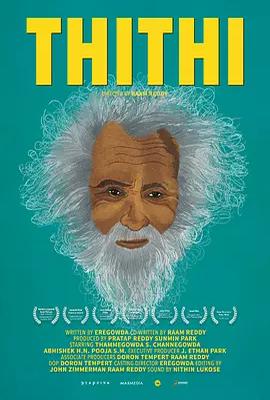 THITHI
DIRECTED BY RAAM REDDY
WRITTEN BY EREGOWDA CO-WRITTEN BY RAAM REDDY
PRODUCED BY PRATAP REDDY SUNMIN PARK
STARRING THAMMEGOWDA S. CHANNEGOWDA
ABHISHEK H.N. POOJA S.M. EXECUTIVE PRODUCER J. ETHAN PARK
ASSOCIATE PRODUCERS DORON TEMPERT RAAM REDDY
DOP DORON TEMPERT CASTING DIRECTOR EREGOWDA EDITING BY
JOHN ZIMMERMAN RAAM REDDY SOUND BY NITHIN LUKOSE
prspctvs MAXMEDIA